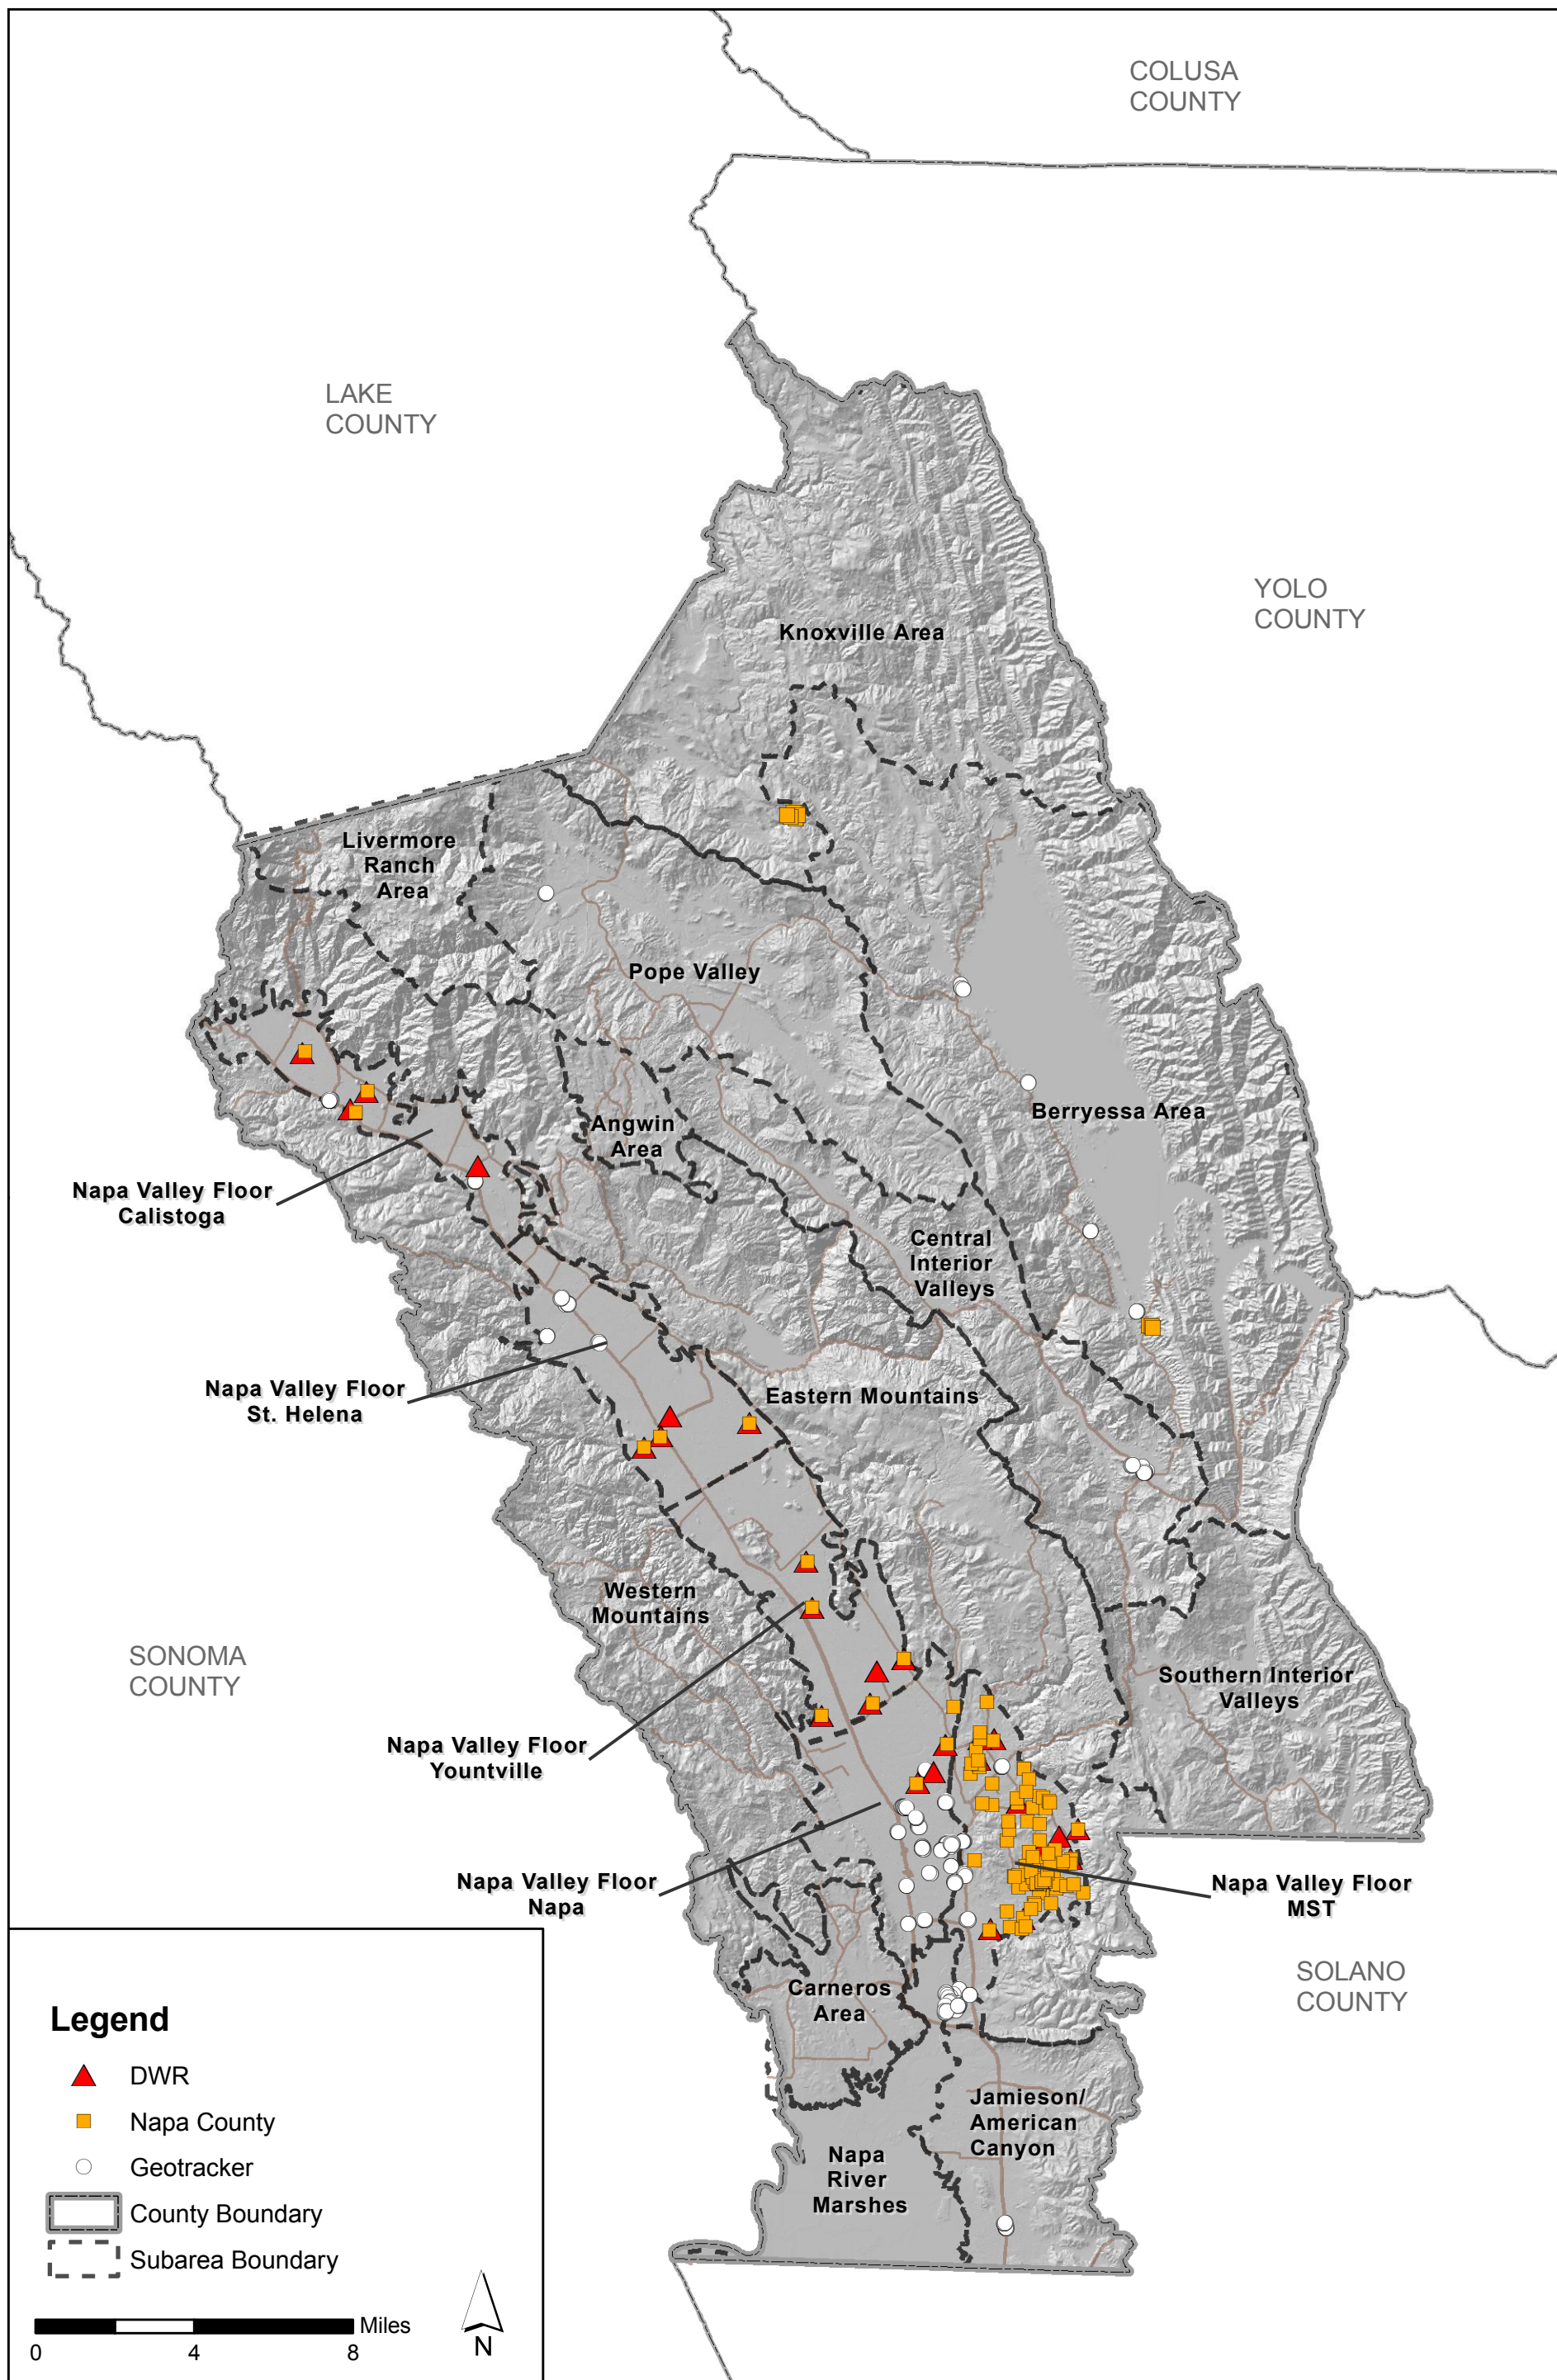 COLUSA
COUNTY
LAKE
COUNTY
YOLO
COUNTY
Knoxville Area
Livermore
Ranch
Area
Pope Valley
Berryessa Area
Angwin
Area
Napa Valley Floor
Calistoga
Central
Interior
Valleys
Napa Valley Floor
St. Helena
Eastern Mountains
Western
Mountains
SONOMA
COUNTY
Southern Interior
Valleys
Napa Valley Floor
Yountville
Napa Valley Floor
Napa
Napa Valley Floor
MST
SOLANO
COUNTY
Carneros
Area
Jamieson/
American
Canyon
Napa
River
Marshes
Legend
DWR
Napa County
Geotracker
County Boundary
Subarea Boundary
Miles
0 4 8
N